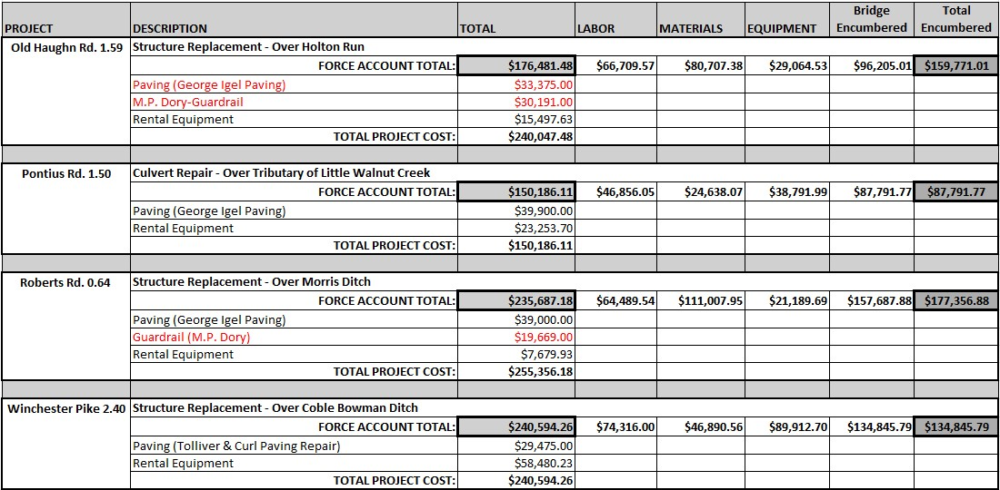 Bridge Total
PROJECT DESCRIPTION TOTAL LABOR MATERIALS EQUIPMENT Encumbered Encumbered
Old Haughn Rd. 1.59 Structure Replacement - Over Holton Run
FORCE ACCOUNT TOTAL: $176,481.48 $66,709.57 $80,707.38 $29,064.53 $96,205.01 $159,771.01
Paving (George Igel Paving) $33,375.00
M.P. Dory-Guardrail $30,191.00
Rental Equipment $15,497.63
TOTAL PROJECT COST: $240,047.48
Pontius Rd. 1.50 Culvert Repair - Over Tributary of Little Walnut Creek
FORCE ACCOUNT TOTAL: $150,186.11 $46,856.05 $24,638.07 $38,791.99 $87,791.77 $87,791.77
Paving (George Igel Paving) $39,900.00
Rental Equipment $23,253.70
TOTAL PROJECT COST: $150,186.11
Roberts Rd. 0.64 Structure Replacement - Over Morris Ditch
FORCE ACCOUNT TOTAL: $235,687.18 $64,489.54 $111,007.95 $21,189.69 $157,687.88 $177,356.88
Paving (George Igel Paving) $39,000.00
Guardrail (M.P. Dory) $19,669.00
Rental Equipment $7,679.93
TOTAL PROJECT COST: $255,356.18
Winchester Pike 2.40 Structure Replacement - Over Coble Bowman Ditch
FORCE ACCOUNT TOTAL: $240,594.26 $74,316.00 $46,890.56 $89,912.70 $134,845.79 $134,845.79
Paving (Tolliver & Curl Paving Repair) $29,475.00
Rental Equipment $58,480.23
TOTAL PROJECT COST: $240,594.26